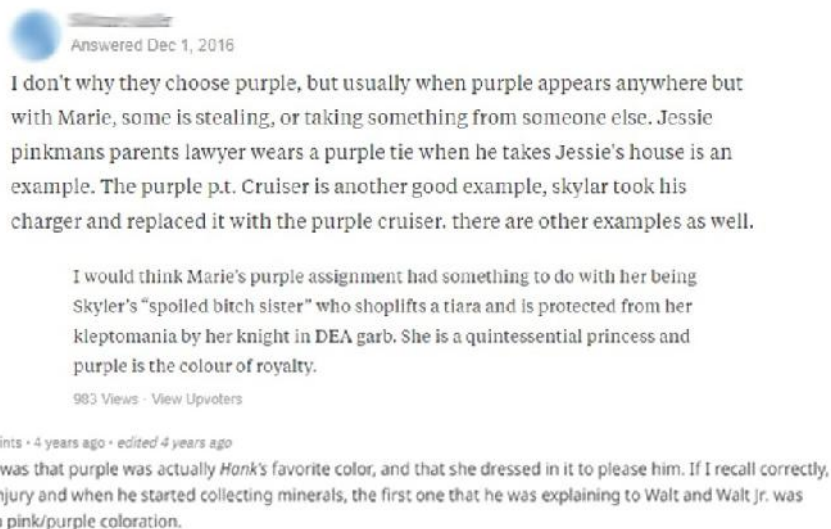 Answered Dec 1, 2016
I don't why they choose purple, but usually when purple appears anywhere but
with Marie, some is stealing, or taking something from someone else. Jessie
pinkmans parents lawyer wears a purple tie when he takes Jessie's house is an
example. The purple p.t. Cruiser is another good example, skylar took his
charger and replaced it with the purple cruiser. there are other examples as well.
I would think Marie's purple assignment had something to do with her being
Skyler's “spoiled bitch sister” who shoplifts a tiara and is protected from her
kleptomania by her knight in DEA garb. She is a quintessential princess and
purple is the colour of royalty.
983 Views · View Upvoters
ints · 4 years ago · edited 4 years ago
was that purple was actually Hank's favorite color, and that she dressed in it to please him. If I recall correctly,
njury and when he started collecting minerals, the first one that he was explaining to Walt and Walt Jr. was
pink/purple coloration.